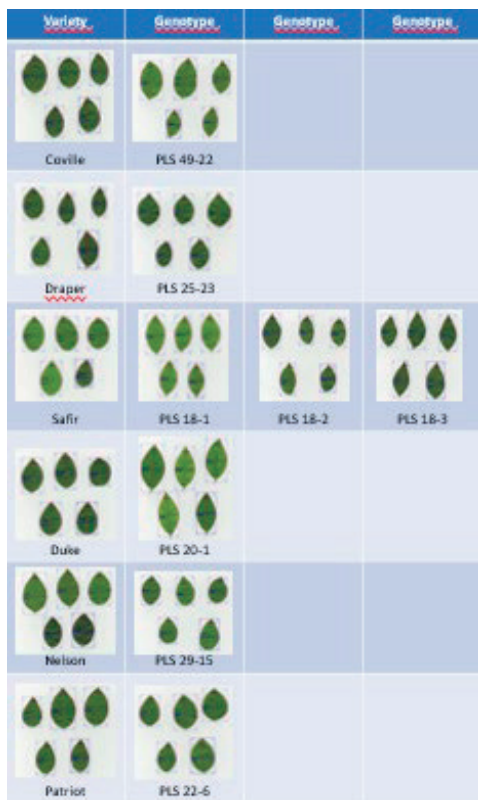 Variety Genotype Genotype Genotype
Coville PLS 49-22
Draper PLS 25-23
Safir PLS 18-1 PLS 18-2 PLS 18-3
Duke PLS 20-1
Nelson PLS 29-15
Patriot PLS 22-6